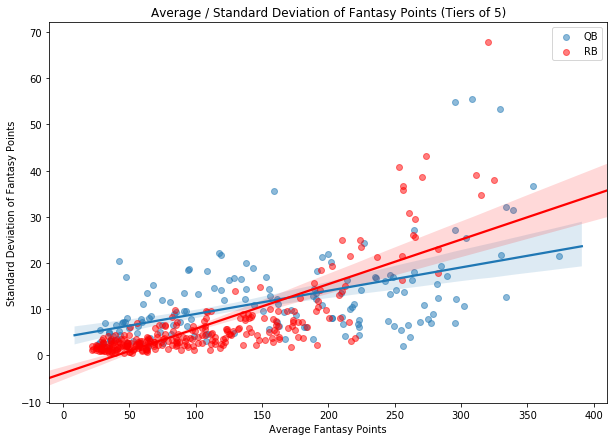 Average / Standard Deviation of Fantasy Points (Tiers of 5)
QB
RB
Standard Deviation of Fantasy Points
70
60
50
40
30
20
10
0
−10
0 50 100 150 200 250 300 350 400
Average Fantasy Points